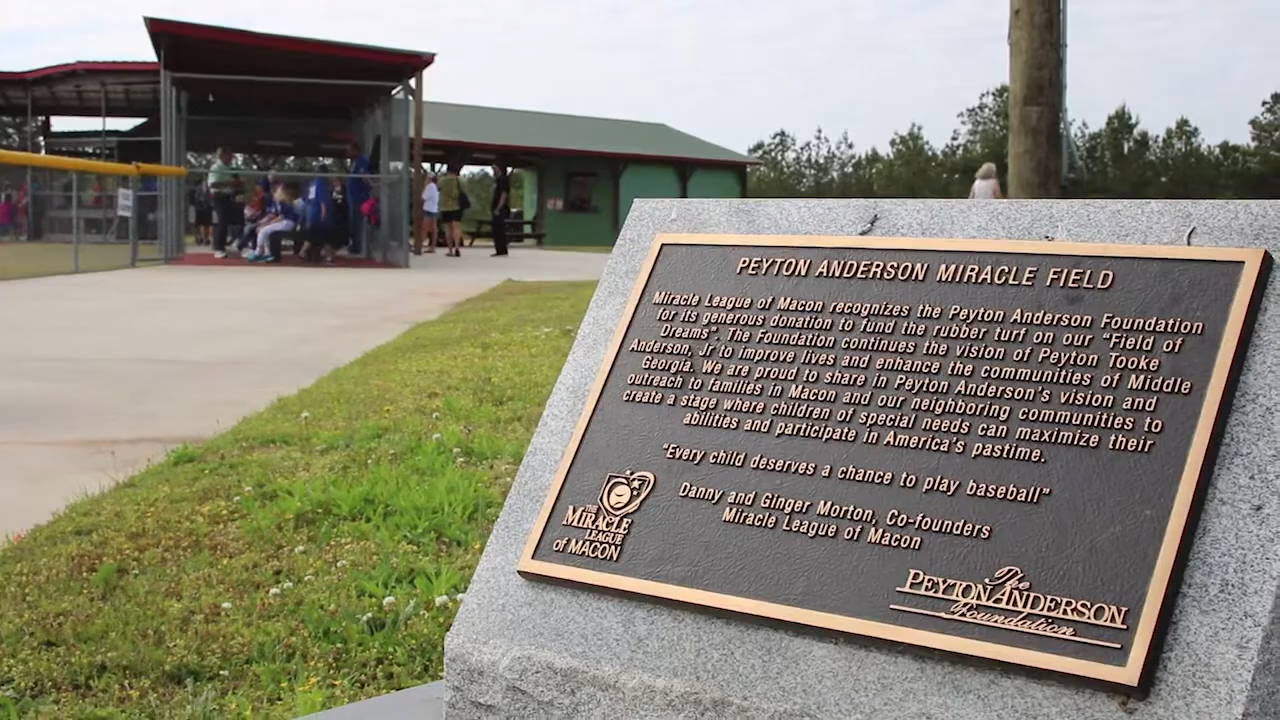 PEYTON ANDERSON MIRACLE FIELD
Miracle League of Macon recognizes the Peyton Anderson Foundation
for its generous donation to fund the rubber turf on our "Field of
Dreams". The Foundation continues the vision of Peyton Tooke
Anderson, Jr to improve lives and enhance the communities of Middle
Georgia. We are proud to share in Peyton Anderson's vision and
outreach to families in Macon and our neighboring communities to
create a stage where children of special needs can maximize their
abilities and participate in America's pastime.
"Every child deserves a chance to play baseball"
Danny and Ginger Morton, Co-founders
Miracle League of Macon
THE
MIRACLE
LEAGUE
of MACON
The
PEYTON ANDERSON
Foundation